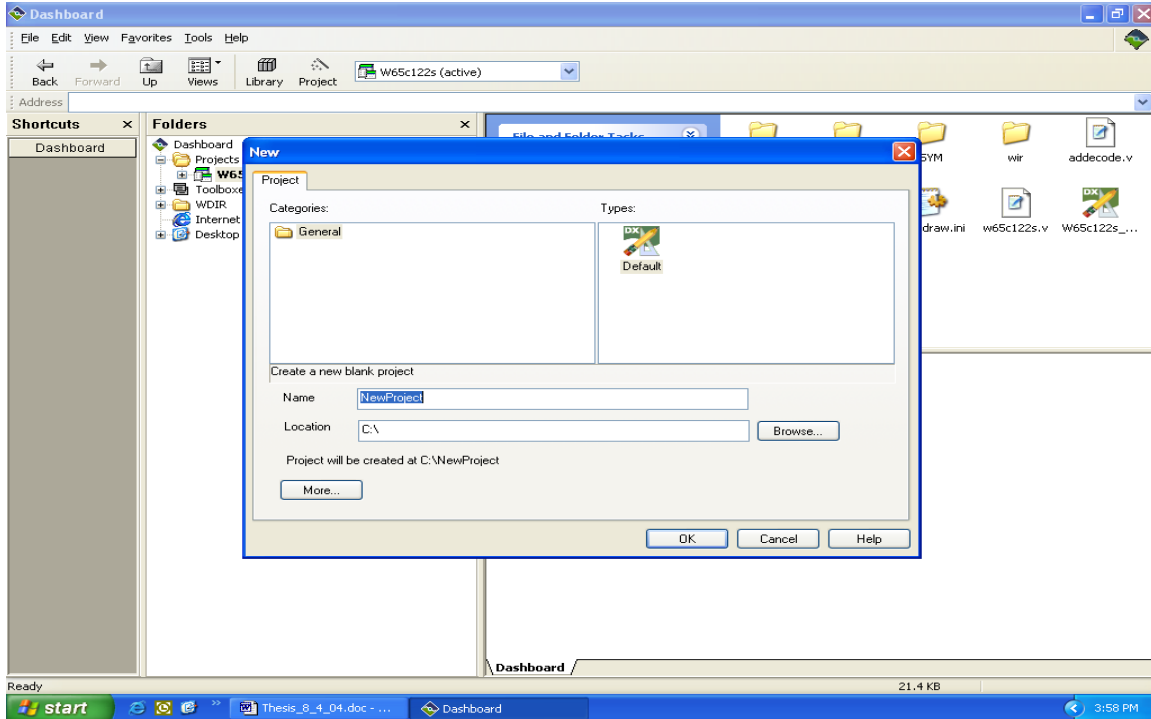 Dashboard
File Edit View Favorites Tools Help
Back Forward Up Views Library Project W65c122s (active)
Address
Shortcuts × Folders ×
Dashboard
Dashboard
Projects
W65
Toolboxe
WDIR
Internet
Desktop
File and Folder Tasks
SYM wir addecode.v
draw.ini w65c122s.v W65c122s_...
New
Project
Categories: Types:
General
DX
Default
Create a new blank project
Name NewProject
Location C:\ Browse...
Project will be created at C:\NewProject
More...
OK Cancel Help
Dashboard
Ready 21.4 KB
start Thesis_8_4_04.doc - ... Dashboard 3:58 PM